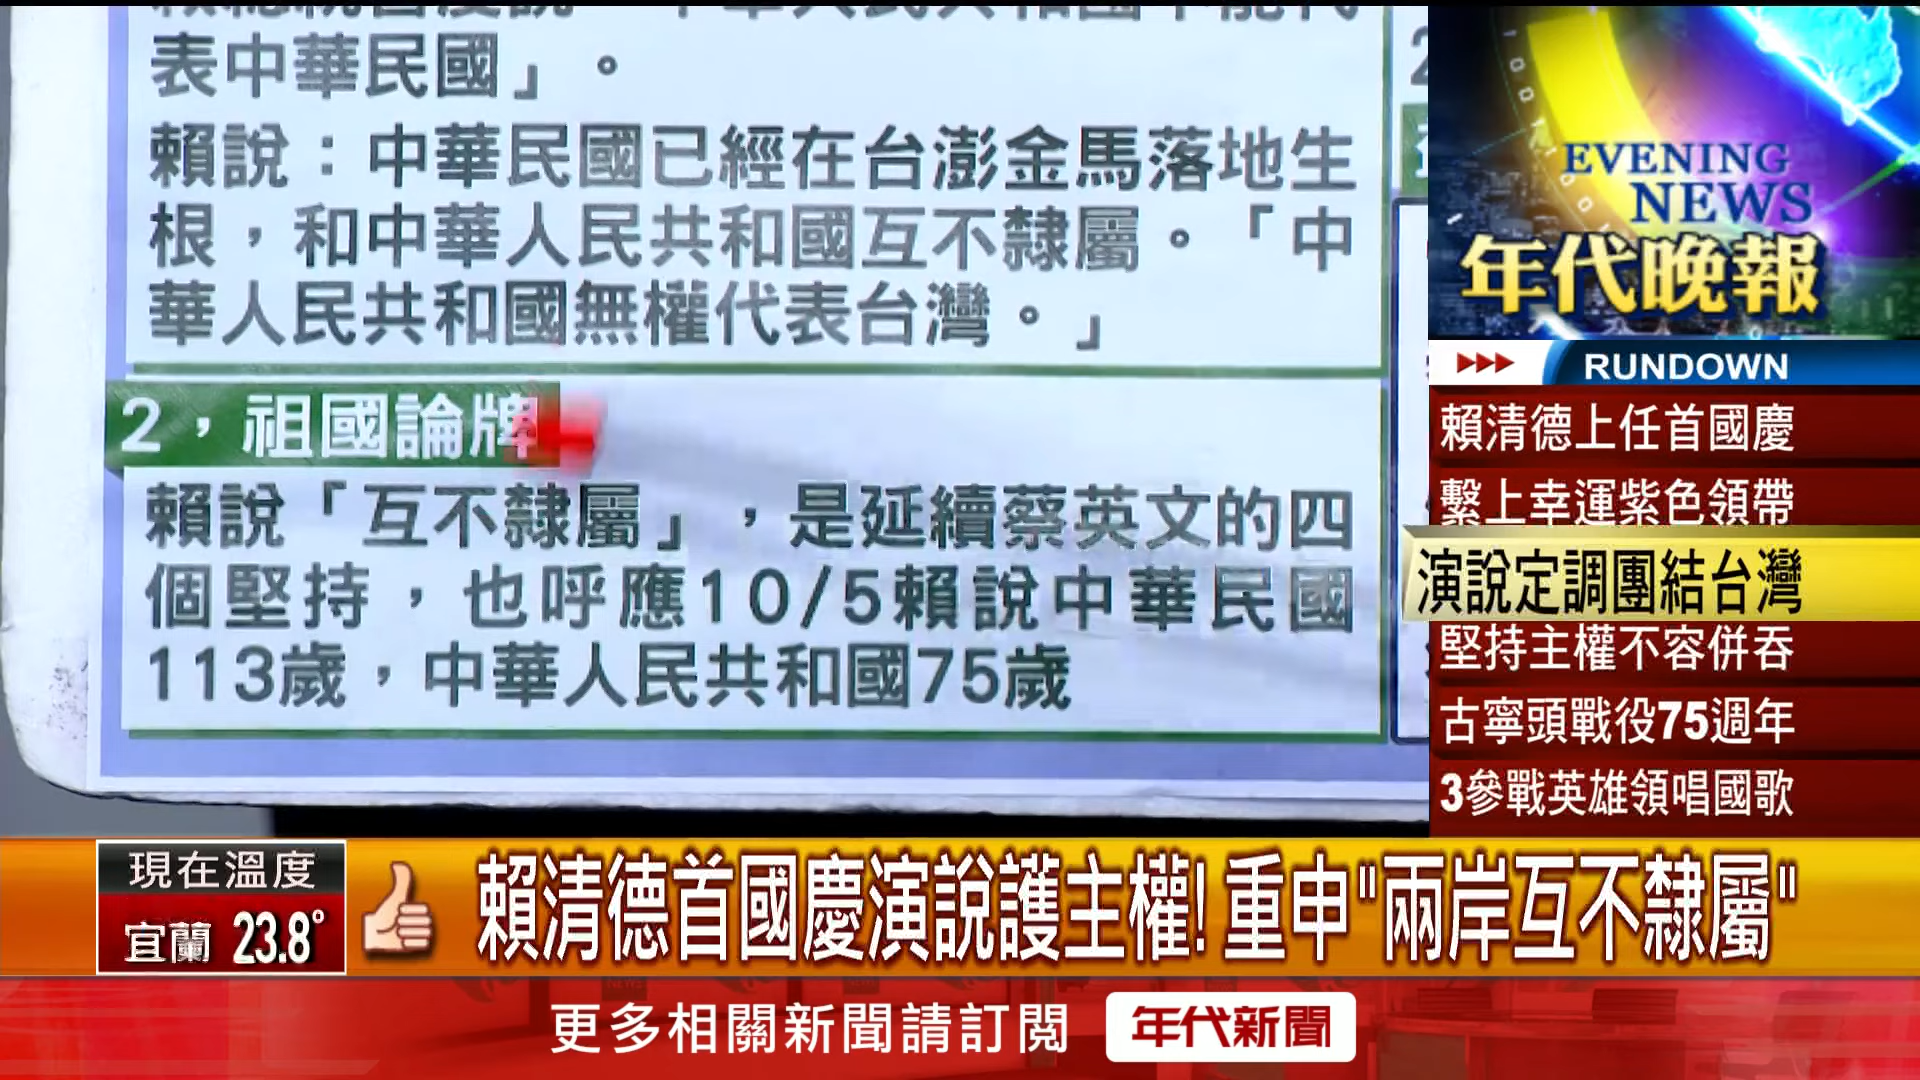 表中華民國」。
賴說：中華民國已經在台澎金馬落地生
根，和中華人民共和國互不隸屬。「中
華人民共和國無權代表台灣。」
2，祖國論牌
賴說「互不隸屬」，是延續蔡英文的四
個堅持，也呼應10/5賴說中華民國
113歲，中華人民共和國75歲
EVENING
NEWS
年代晚報
RUNDOWN
賴清德上任首國慶
繫上幸運紫色領帶
演說定調團結台灣
堅持主權不容併吞
古寧頭戰役75週年
3參戰英雄領唱國歌
現在溫度
宜蘭 23.8°
賴清德首國慶演說護主權!重申"兩岸互不隸屬"
更多相關新聞請訂閱 年代新聞